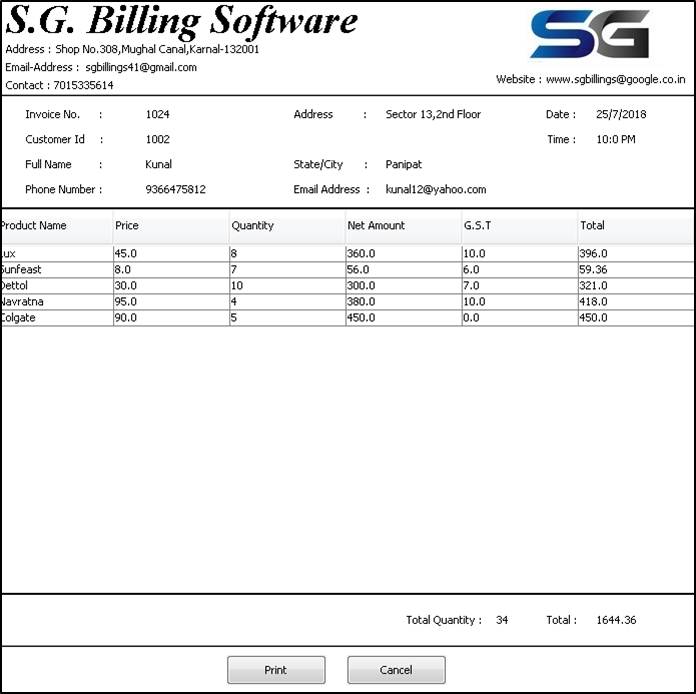 S.G. Billing Software
SG
Address : Shop No.308,Mughal Canal,Karnal-132001
Email-Address : sgbillings41@gmail.com
Contact : 7015335614
Website : www.sgbillings@google.co.in
Invoice No. : 1024 Address : Sector 13,2nd Floor Date : 25/7/2018
Customer Id : 1002 Time : 10:0 PM
Full Name : Kunal State/City : Panipat
Phone Number : 9366475812 Email Address : kunal12@yahoo.com
Product Name Price Quantity Net Amount G.S.T Total
Lux 45.0 8 360.0 10.0 396.0
Sunfeast 8.0 7 56.0 6.0 59.36
Dettol 30.0 10 300.0 7.0 321.0
Navratna 95.0 4 380.0 10.0 418.0
Colgate 90.0 5 450.0 0.0 450.0
Total Quantity : 34 Total : 1644.36
Print Cancel